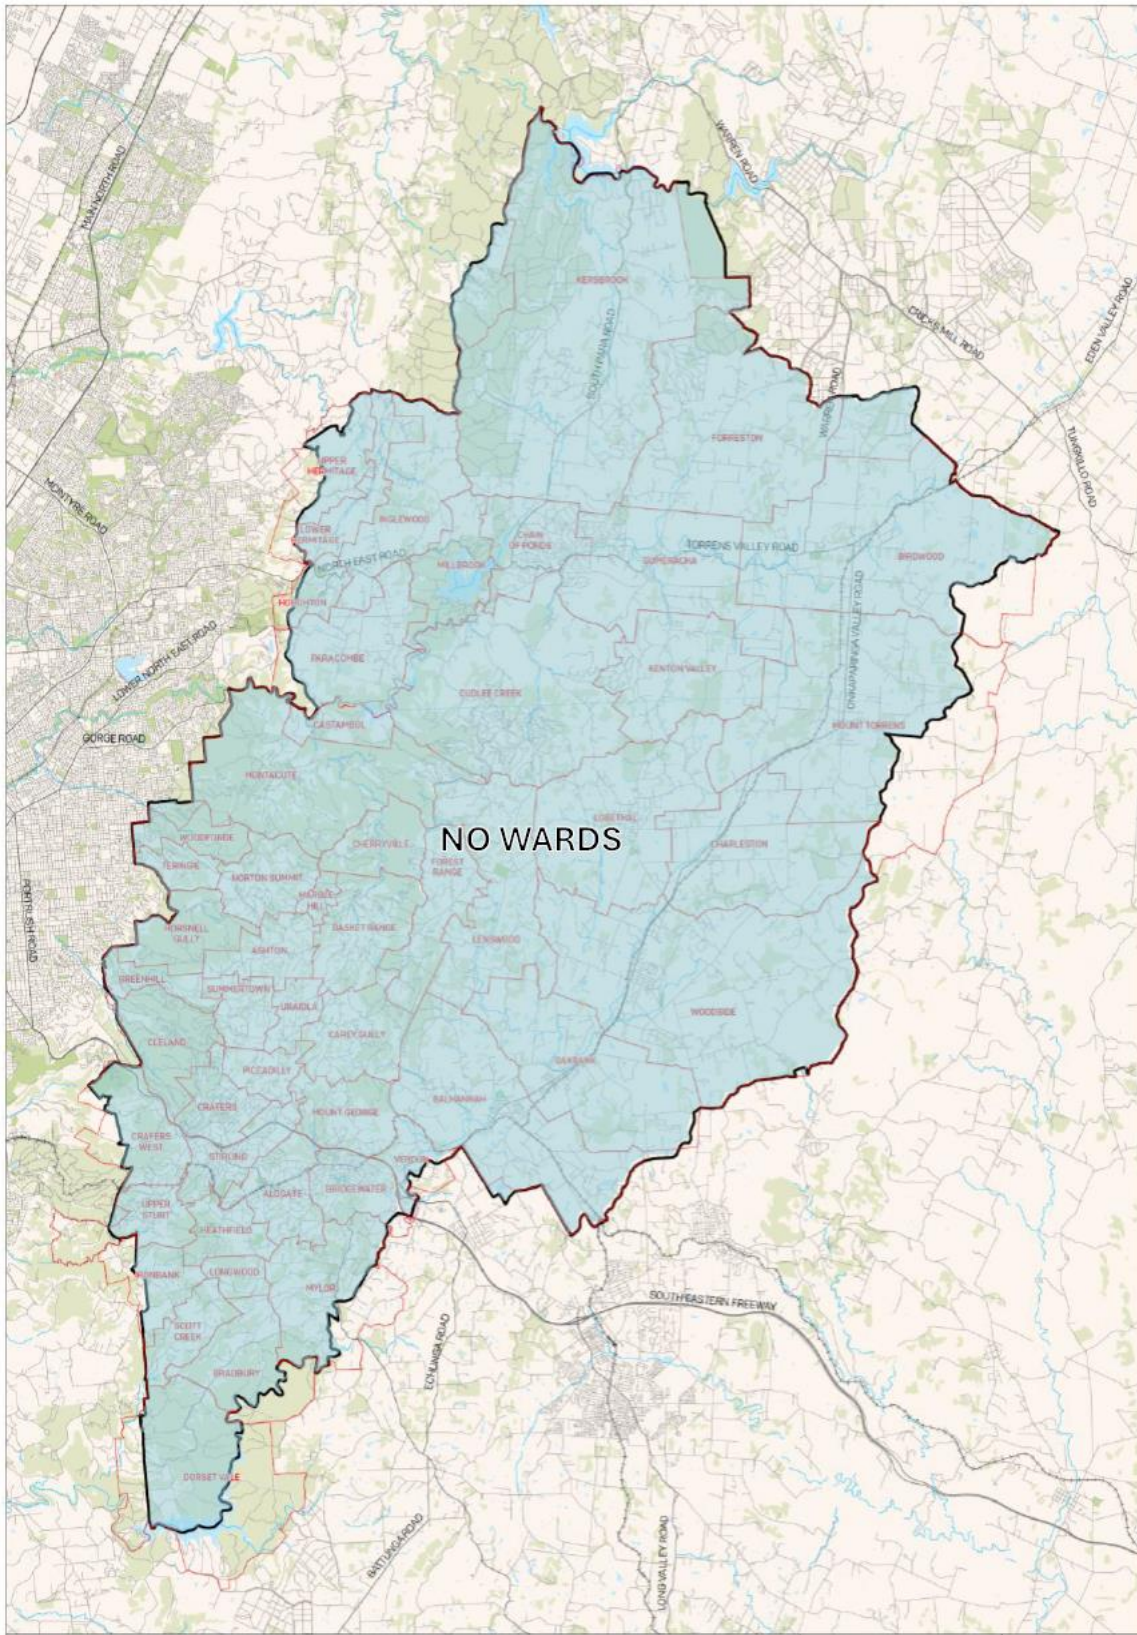 WARREN ROAD
MAIN NORTH ROAD
KERSBROOK
CRICKS MILL ROAD
EDEN VALLEY ROAD
SOUTH PARA ROAD
WARREN ROAD
FORRESTON
TUNGKILLO ROAD
UPPER
HERMITAGE
MCINTYRE ROAD
INGLEWOOD
LOWER
HERMITAGE
CHAIN
OF PONDS
TORRENS VALLEY ROAD
BIRDWOOD
NORTH EAST ROAD
MILLBROOK
GUMERACHA
HOUGHTON
ONKAPARINGA VALLEY ROAD
LOWER NORTH EAST ROAD
PARACOMBE
KENTON VALLEY
CUDLEE CREEK
CASTAMBUL
MOUNT TORRENS
GORGE ROAD
MONTACUTE
LOBETHAL
WOODFORDE
CHERRYVILLE
NO WARDS
CHARLESTON
TERINGIE
FOREST
RANGE
NORTON SUMMIT
MARBLE
HILL
PORTRUSH ROAD
HORSNELL
GULLY
BASKET RANGE
ASHTON
LENSWOOD
GREENHILL
SUMMERTOWN
URAIDLA
WOODSIDE
CLELAND
CAREY GULLY
OAKBANK
PICCADILLY
BALHANNAH
CRAFERS
MOUNT GEORGE
CRAFERS
WEST
STIRLING
VERDUN
ALDGATE
BRIDGEWATER
UPPER
STURT
HEATHFIELD
IRONBANK
LONGWOOD
MYLOR
SOUTH EASTERN FREEWAY
SCOTT
CREEK
ECHUNGA ROAD
BRADBURY
DORSET VALE
BATTUNGA ROAD
LONG VALLEY ROAD